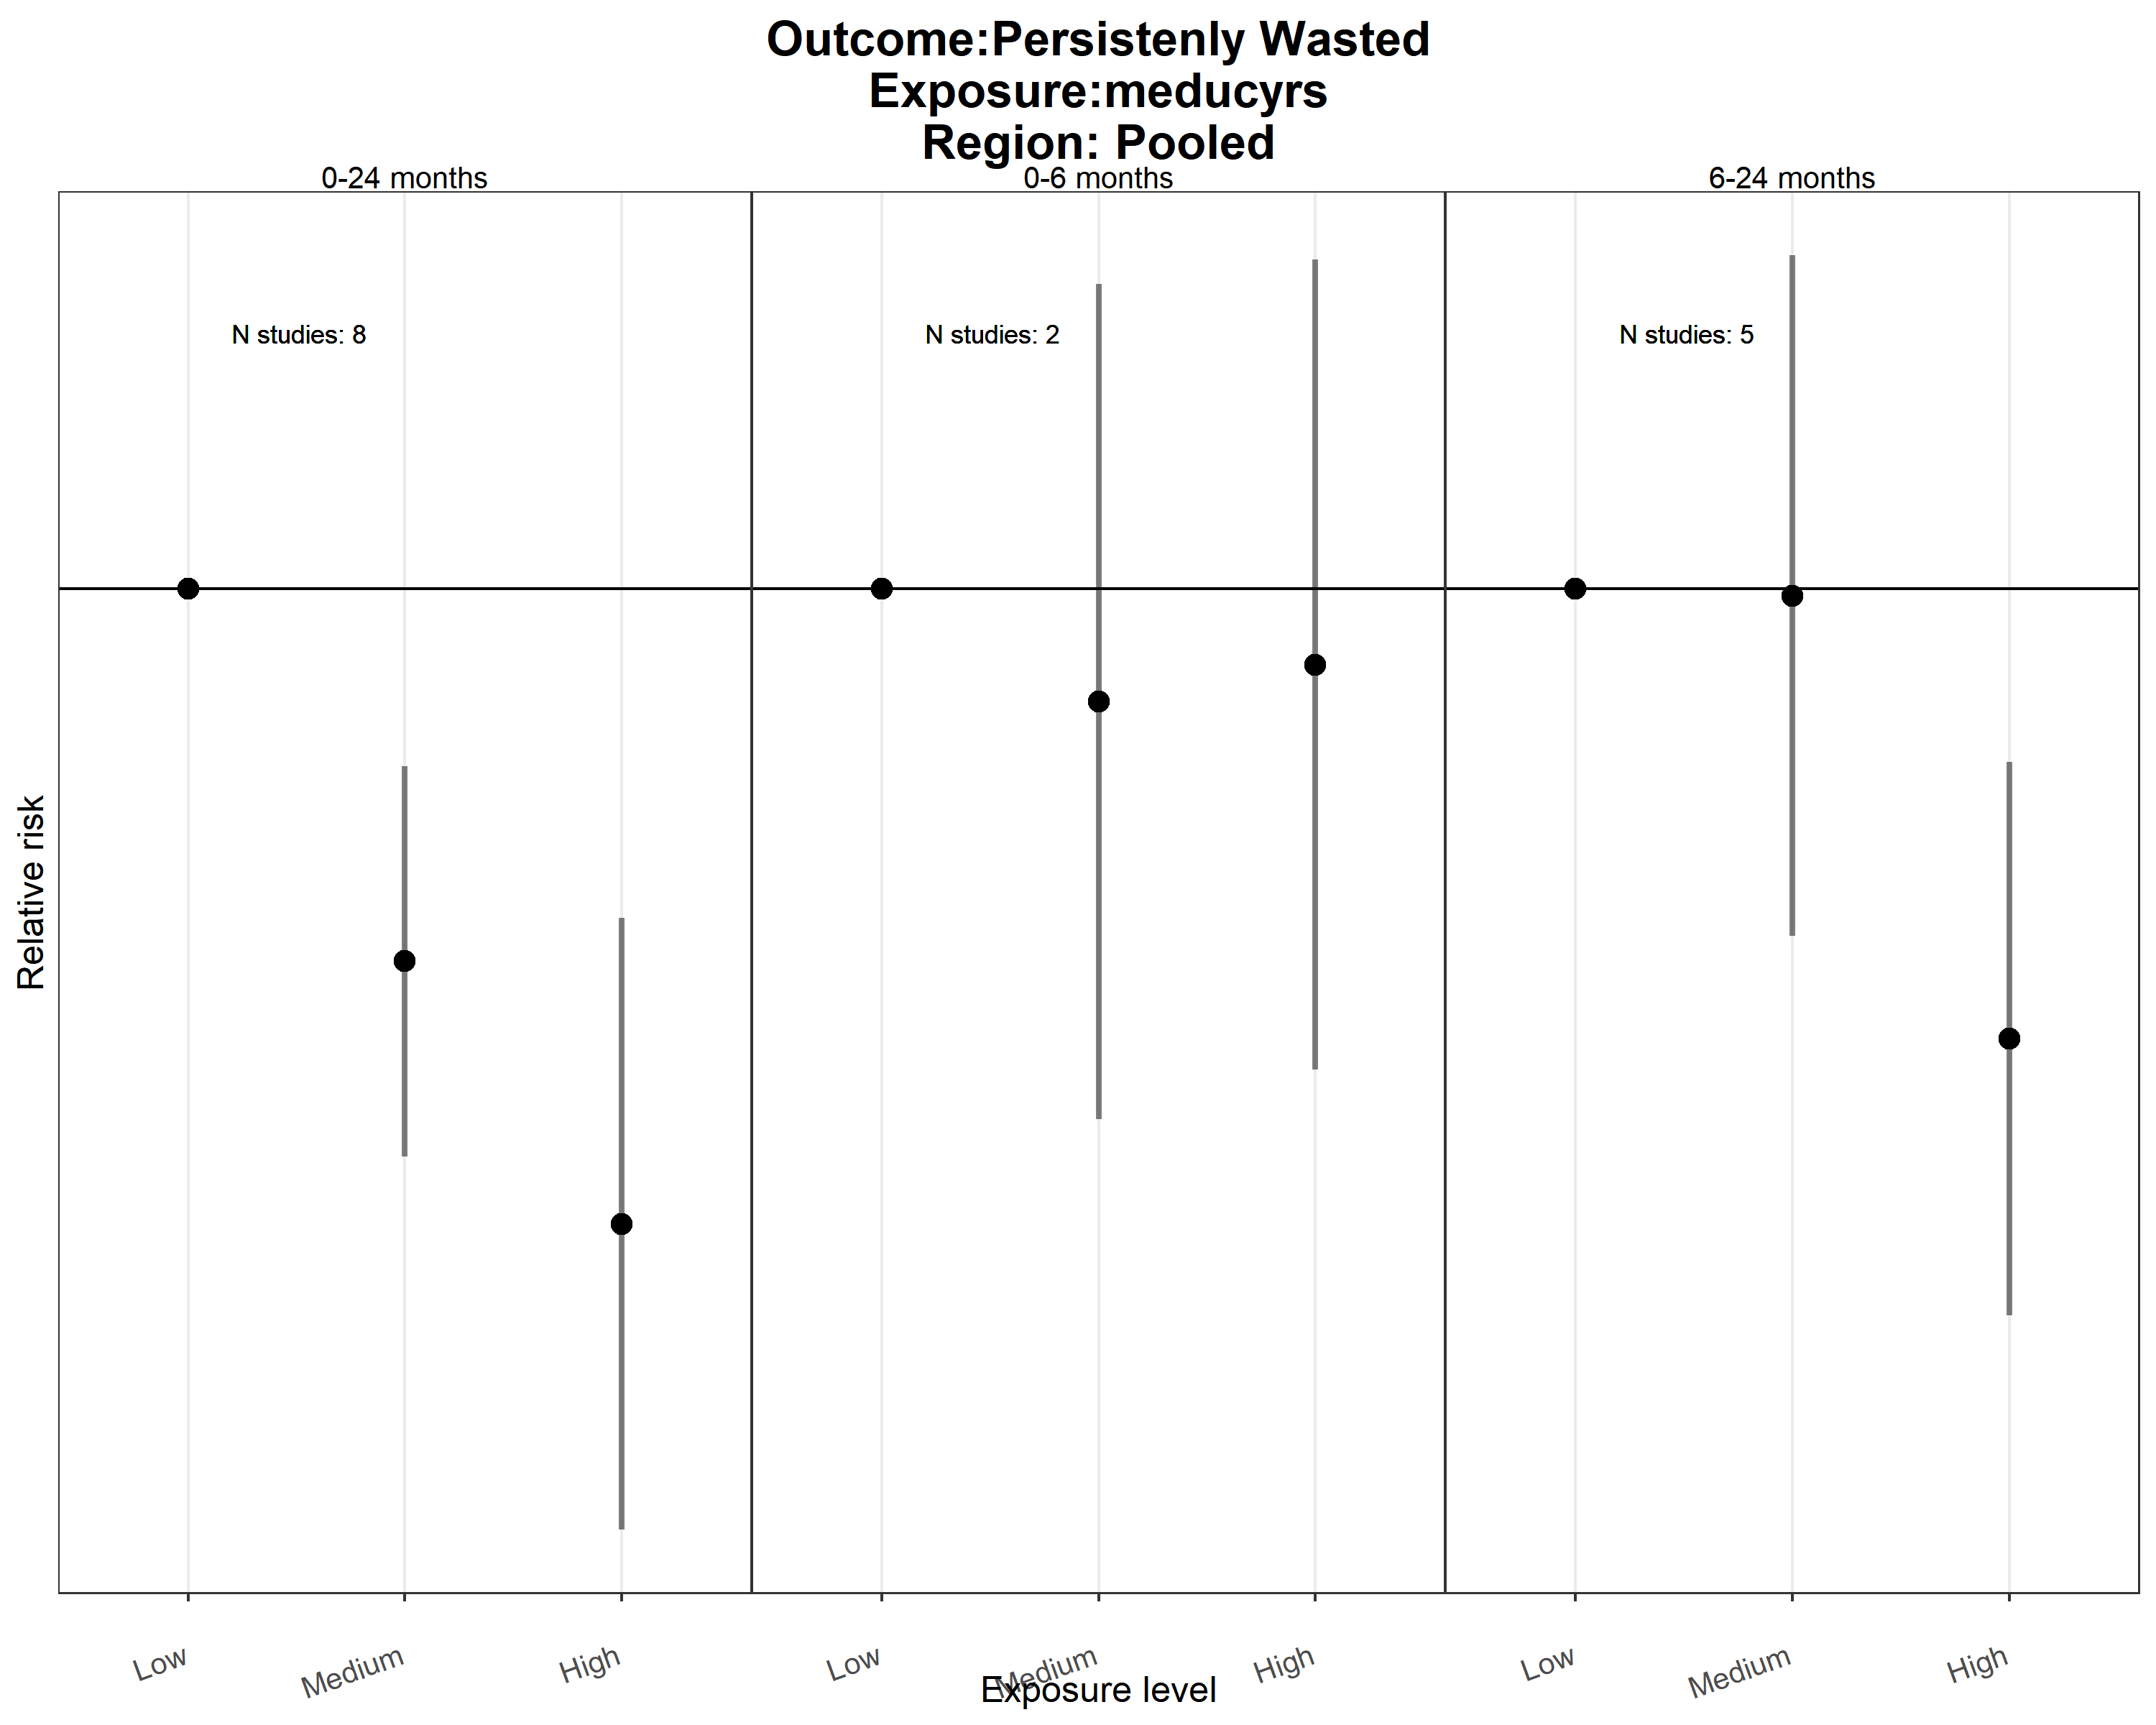 Outcome:Persistenly Wasted
Exposure:meducyrs
Region: Pooled
0-24 months
0-6 months
6-24 months
N studies: 8
N studies: 2
N studies: 5
Relative risk
Low
Medium
High
Low
Medium
High
Low
Medium
High
Exposure level